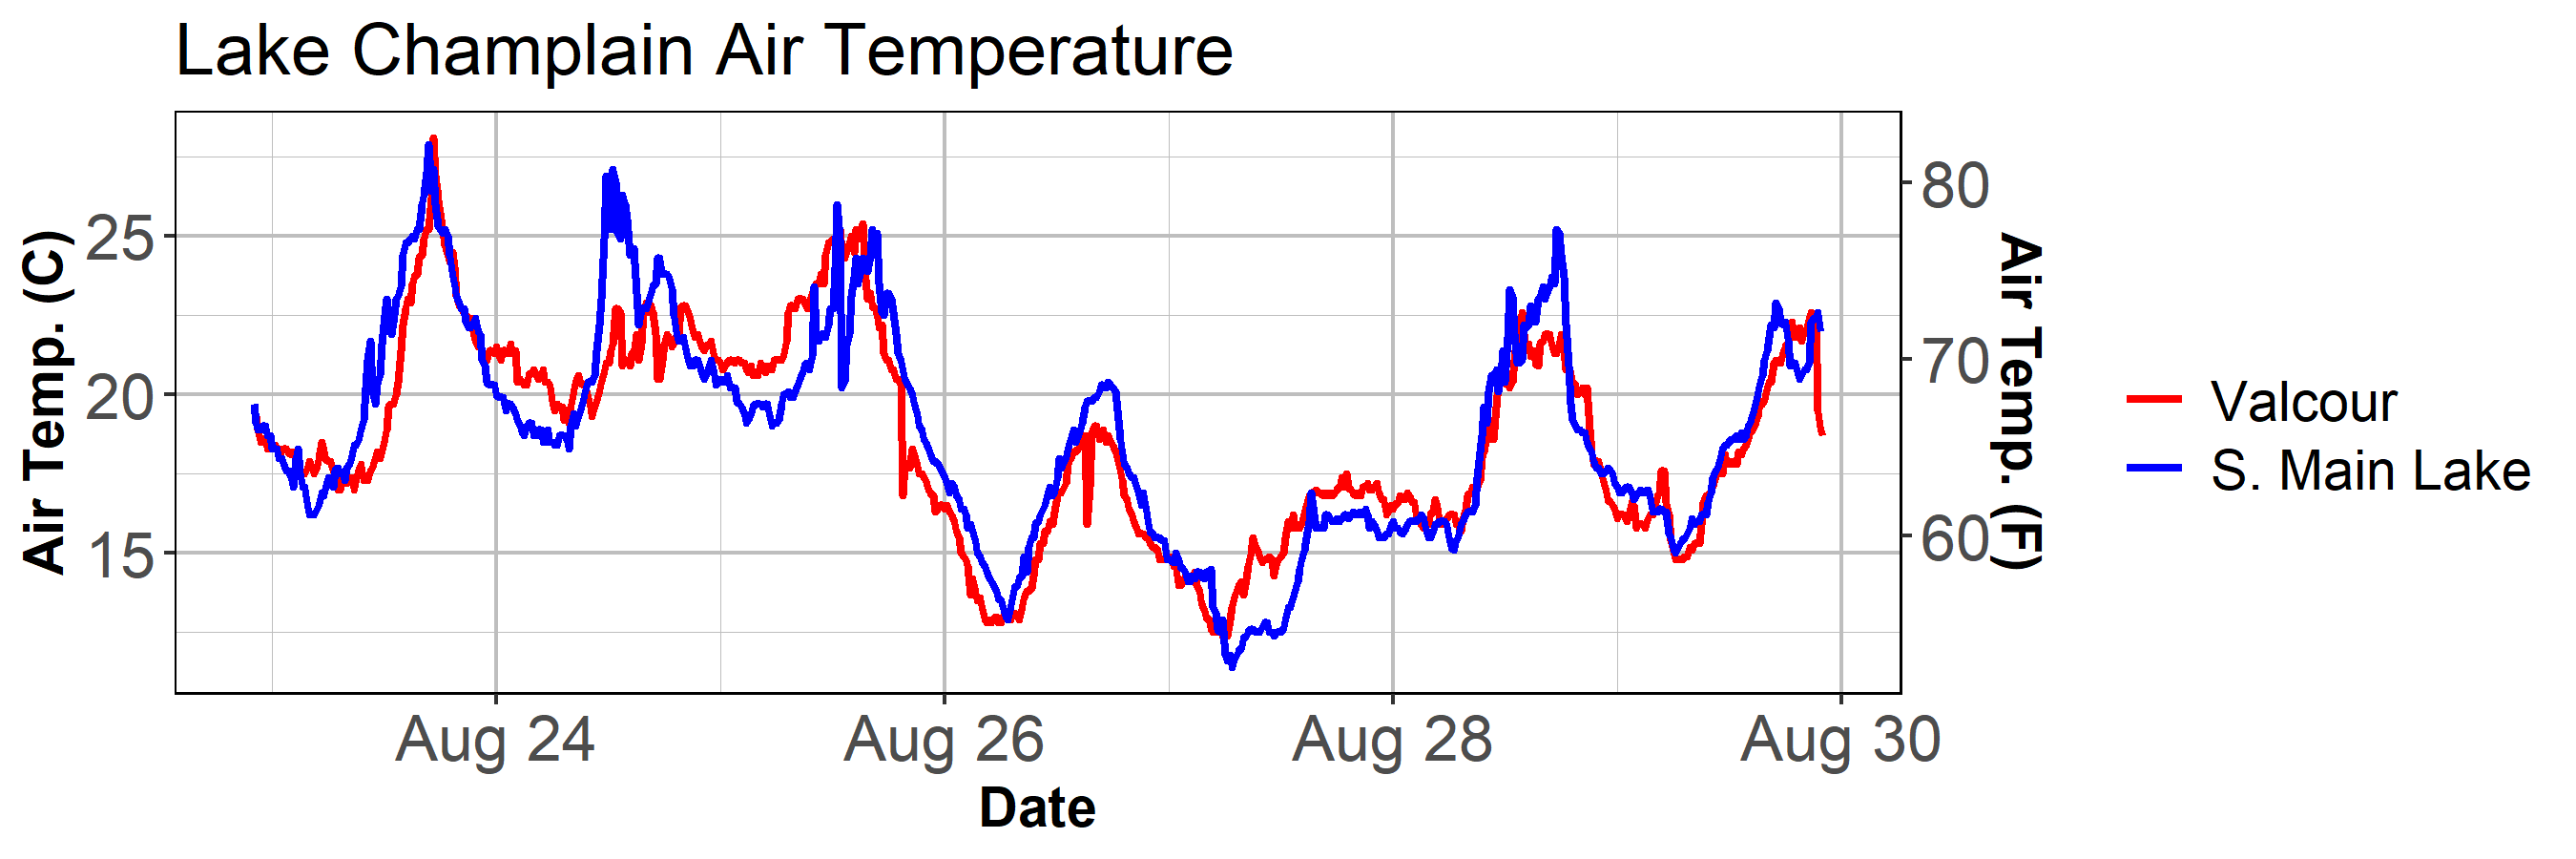 Lake Champlain Air Temperature
Air Temp. (C)
25
20
15
80
70
60
Air Temp. (F)
Valcour
S. Main Lake
Aug 24
Aug 26
Aug 28
Aug 30
Date